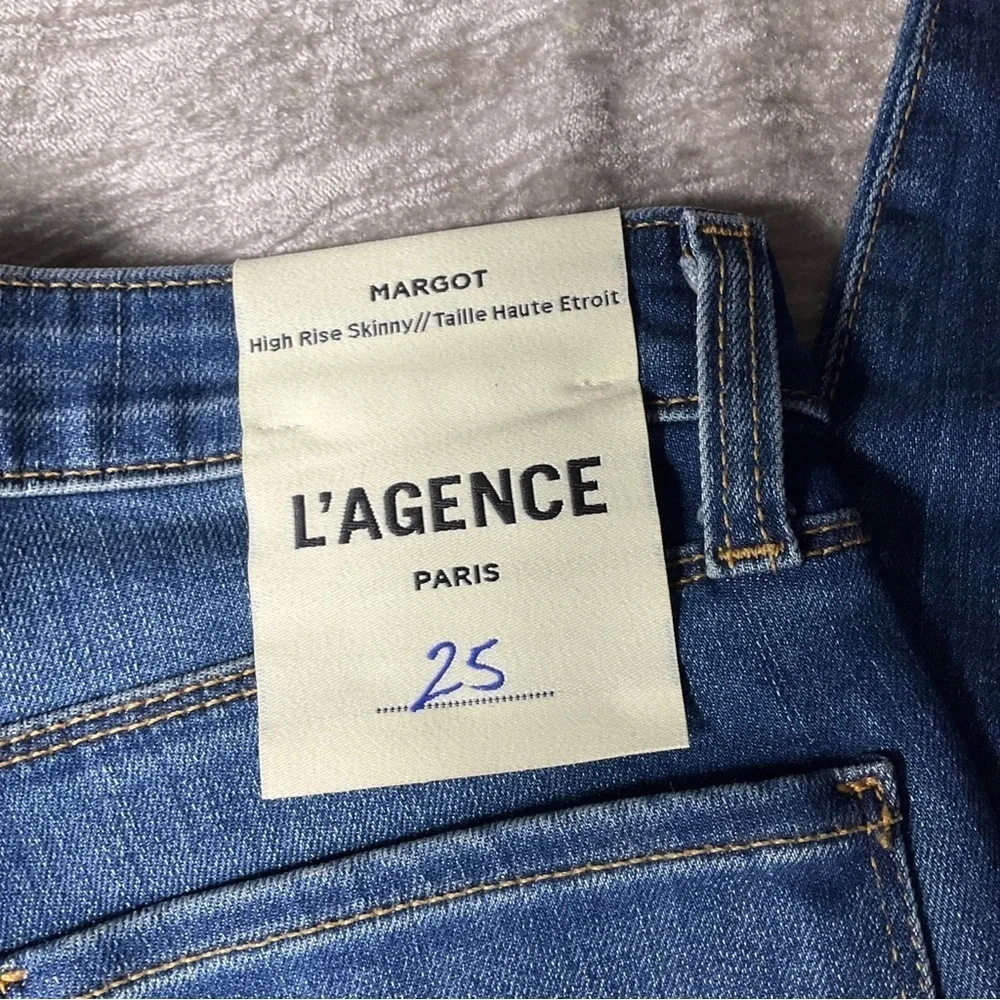 MARGOT
High Rise Skinny//Taille Haute Etroit
L'AGENCE
PARIS
25